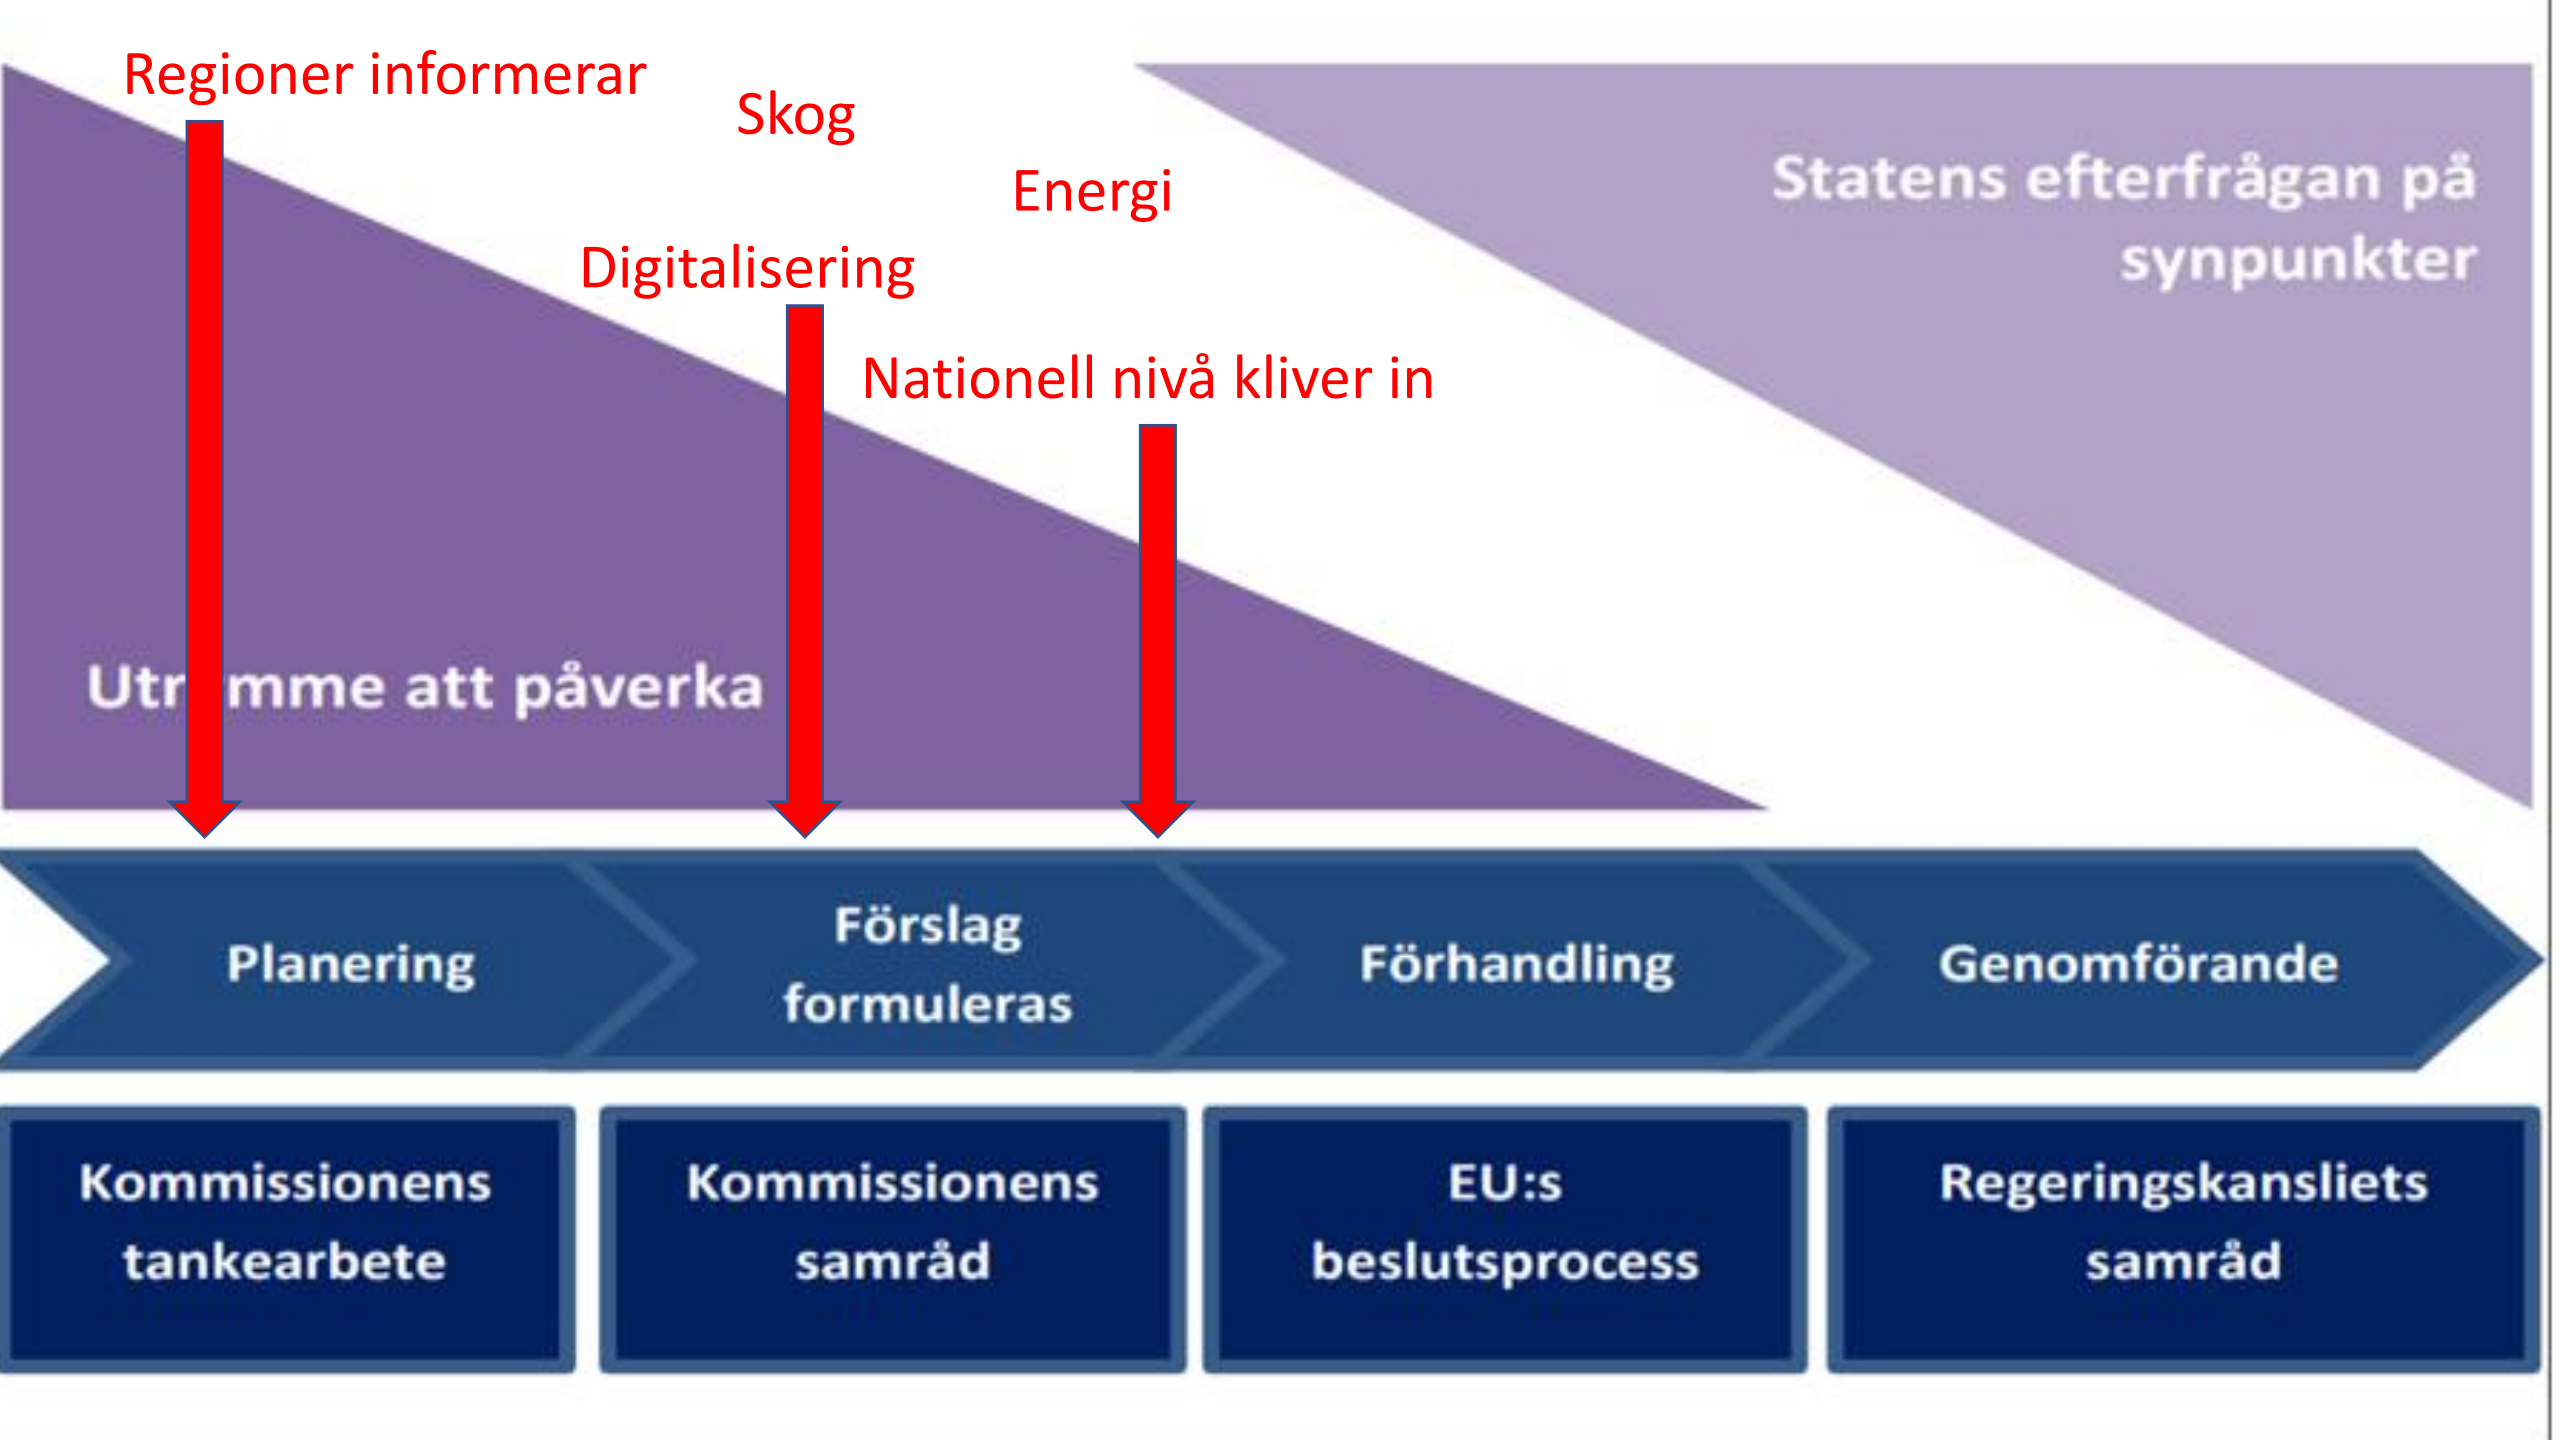 Regioner informerar
Skog
Energi
Digitalisering
Nationell nivå kliver in
Statens efterfrågan på
synpunkter
att påverka
Planering
Förslag
formuleras
Förhandling
Genomförande
Kommissionens
tankearbete
Kommissionens
samråd
EU:s
beslutsprocess
Regeringskansliets
samråd